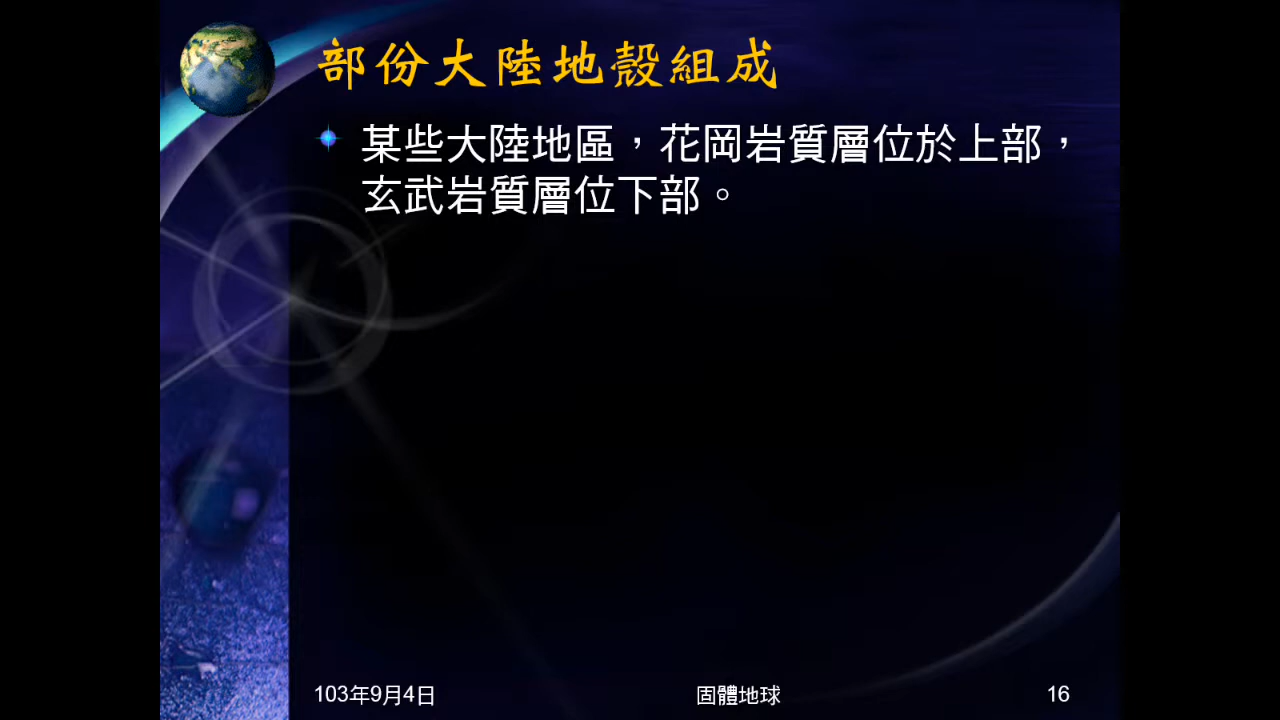 部份大陸地殼組成
某些大陸地區，花岡岩質層位於上部，
玄武岩質層位下部。
103年9月4日
固體地球
16